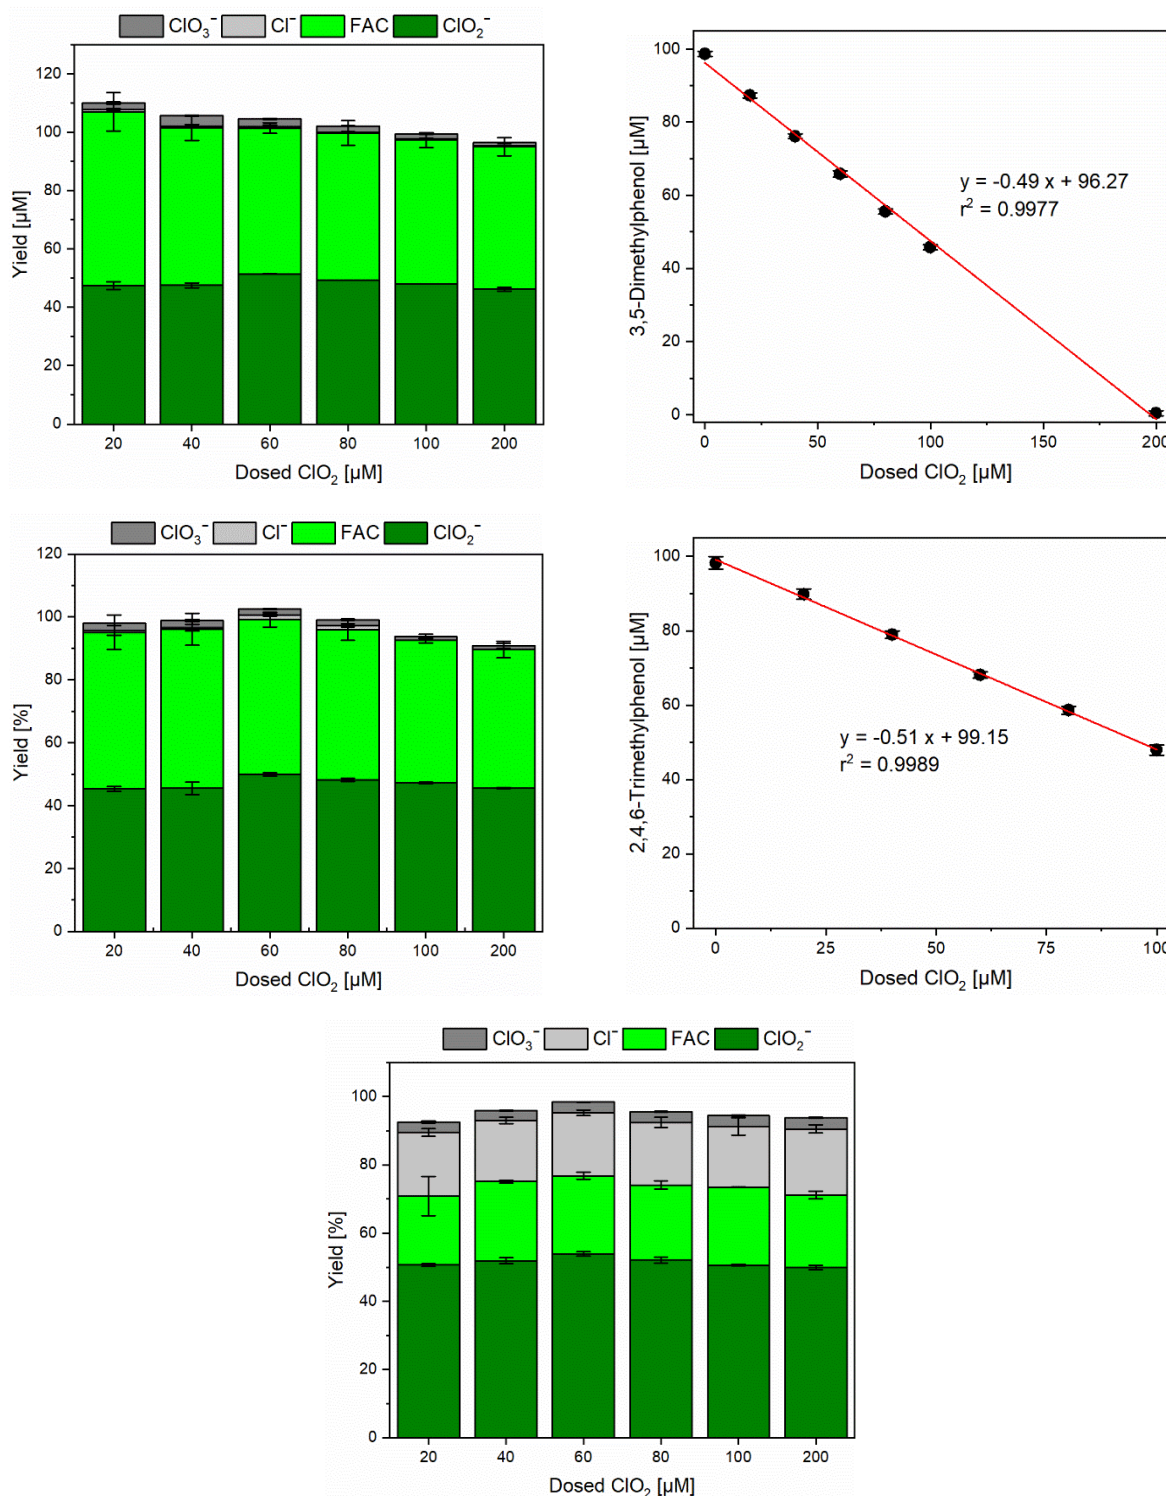 ClO₃⁻ Cl⁻ FAC ClO₂⁻
120
100
80
60
40
20
0
Yield [µM]
20 40 60 80 100 200
Dosed ClO₂ [µM]
100
80
60
40
20
0
3,5-Dimethylphenol [µM]
y = -0.49 x + 96.27
r² = 0.9977
0 50 100 150 200
Dosed ClO₂ [µM]
ClO₃⁻ Cl⁻ FAC ClO₂⁻
120
100
80
60
40
20
0
Yield [%]
20 40 60 80 100 200
Dosed ClO₂ [µM]
100
80
60
40
20
0
2,4,6-Trimethylphenol [µM]
y = -0.51 x + 99.15
r² = 0.9989
0 25 50 75 100
Dosed ClO₂ [µM]
ClO₃⁻ Cl⁻ FAC ClO₂⁻
100
80
60
40
20
0
Yield [%]
20 40 60 80 100 200
Dosed ClO₂ [µM]